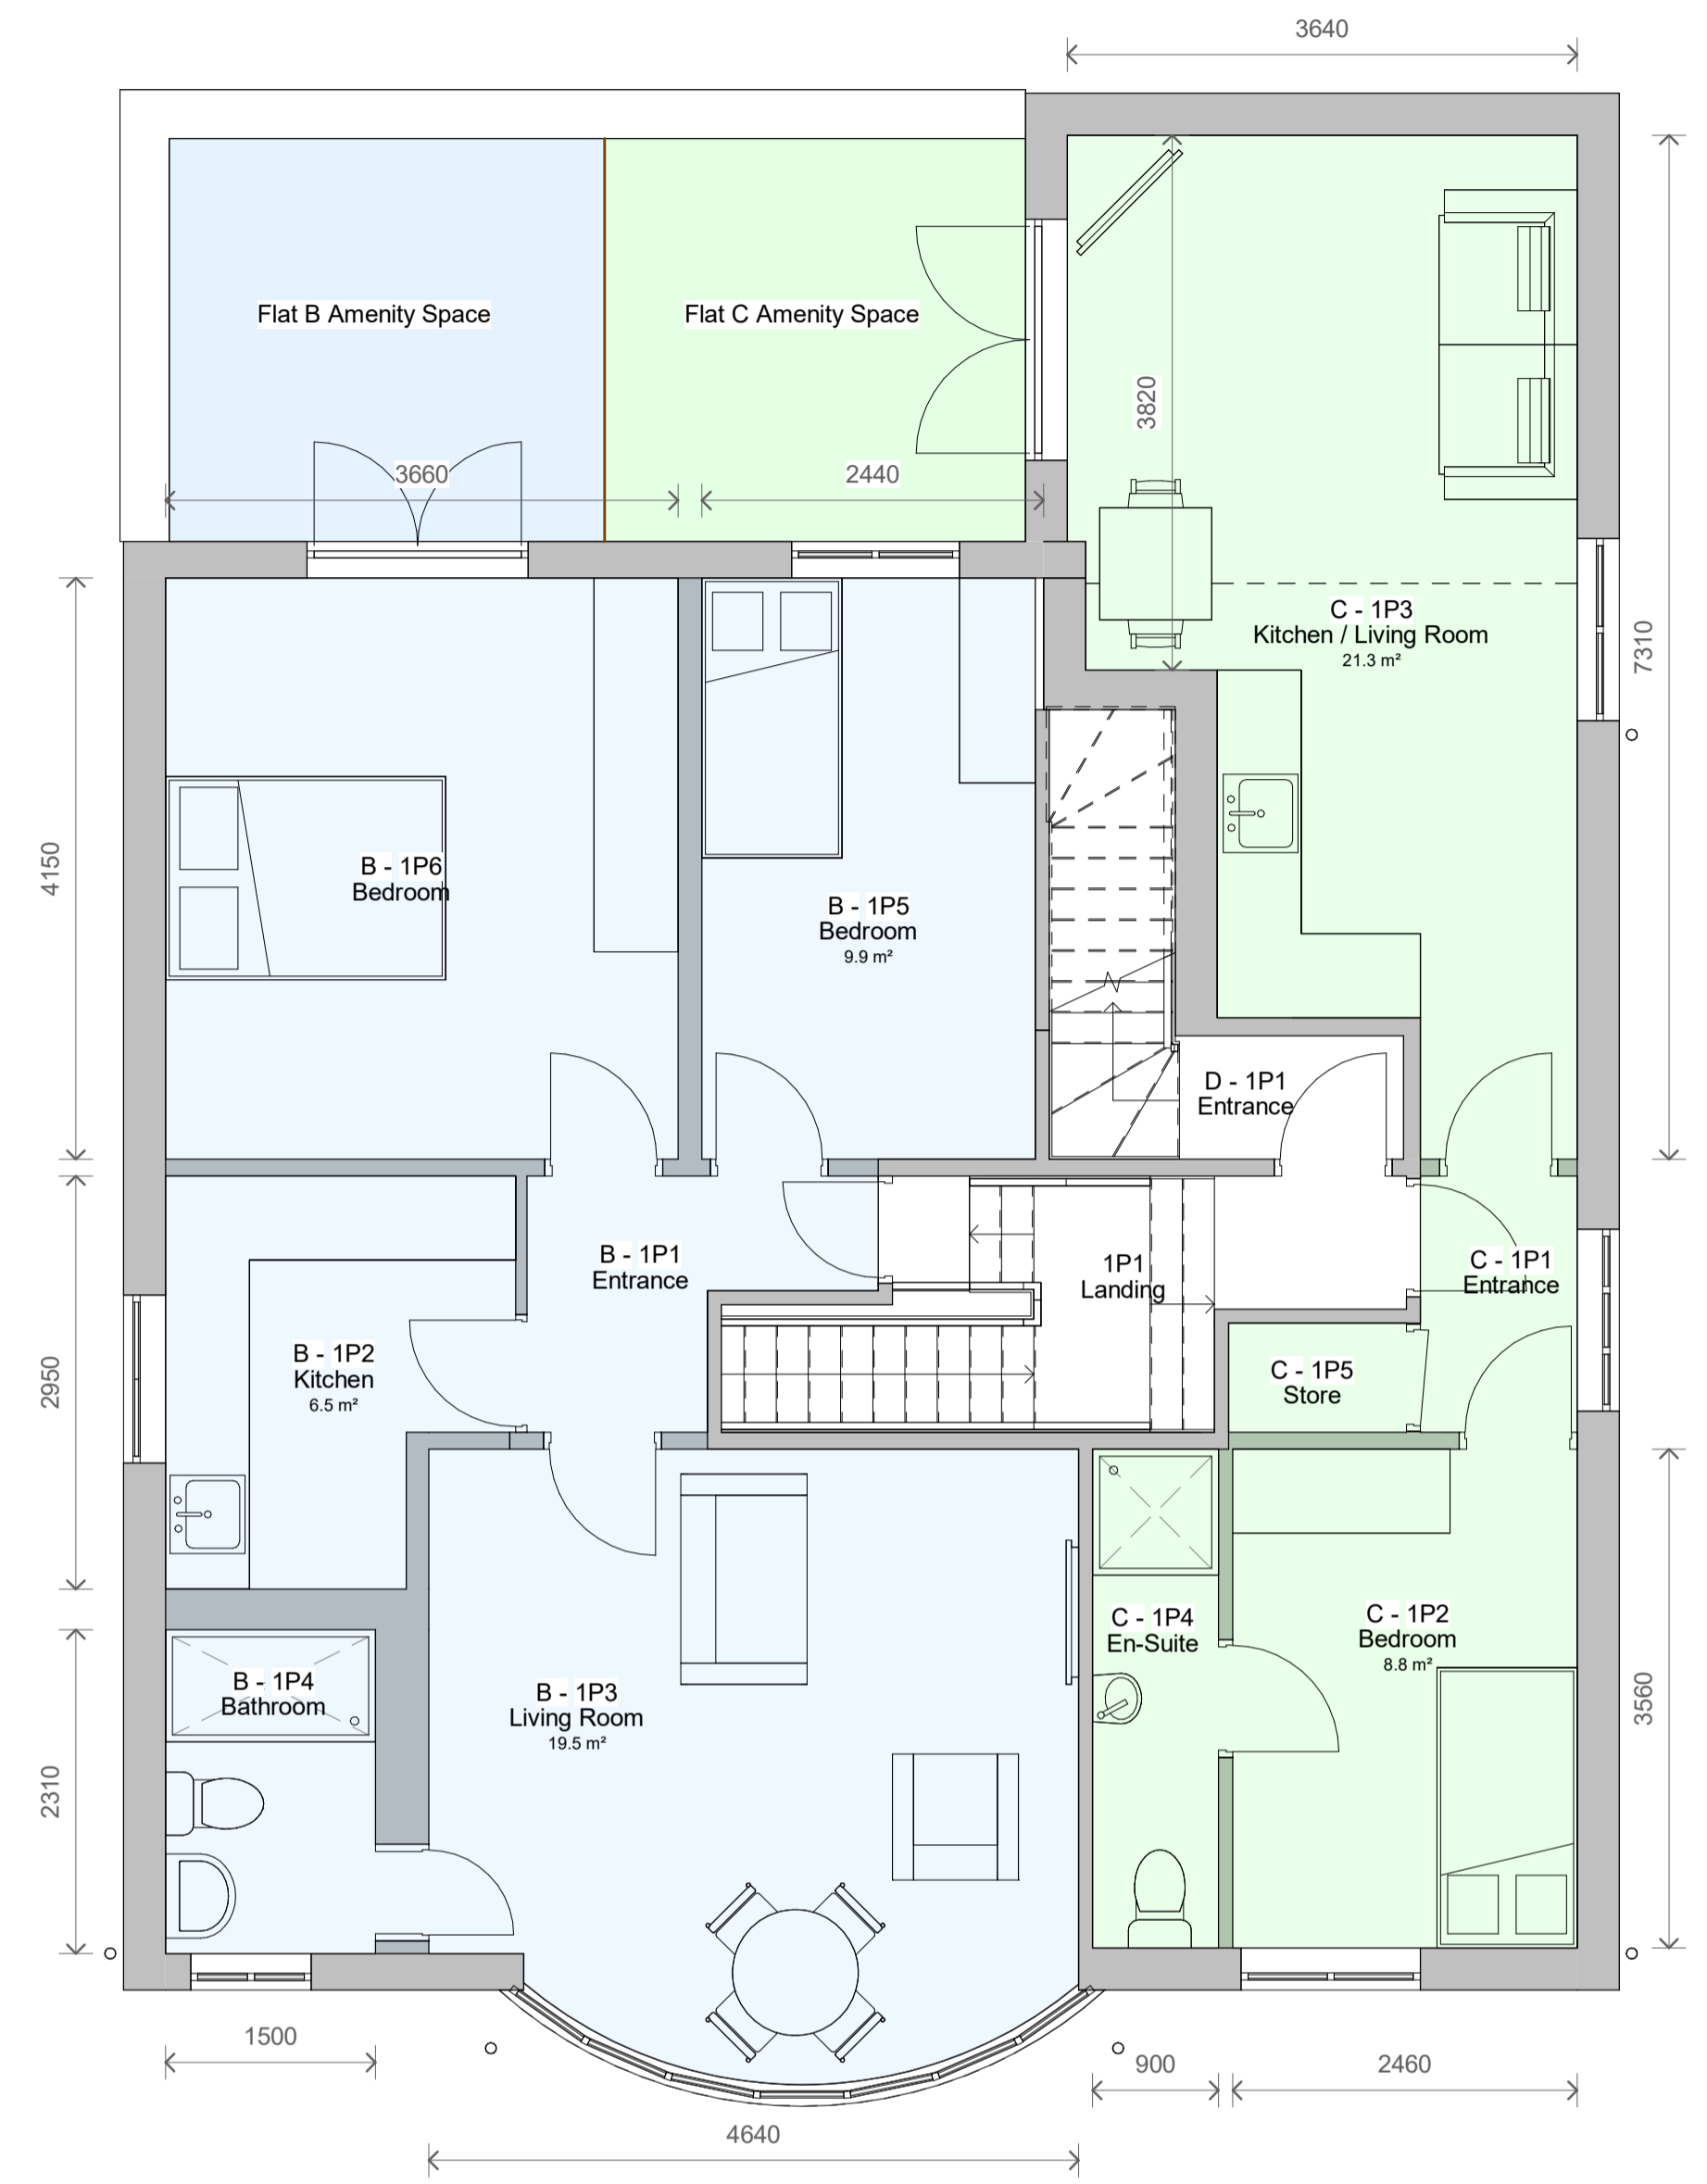 3640
Flat B Amenity Space
Flat C Amenity Space
3820
3660
2440
C - 1P3
Kitchen / Living Room
21.3 m²
7310
4150
B - 1P6
Bedroom
B - 1P5
Bedroom
9.9 m²
D - 1P1
Entrance
B - 1P1
Entrance
1P1
Landing
C - 1P1
Entrance
2950
B - 1P2
Kitchen
6.5 m²
C - 1P5
Store
C - 1P4
En-Suite
C - 1P2
Bedroom
8.8 m²
B - 1P4
Bathroom
B - 1P3
Living Room
19.5 m²
3560
2310
1500
900
2460
4640